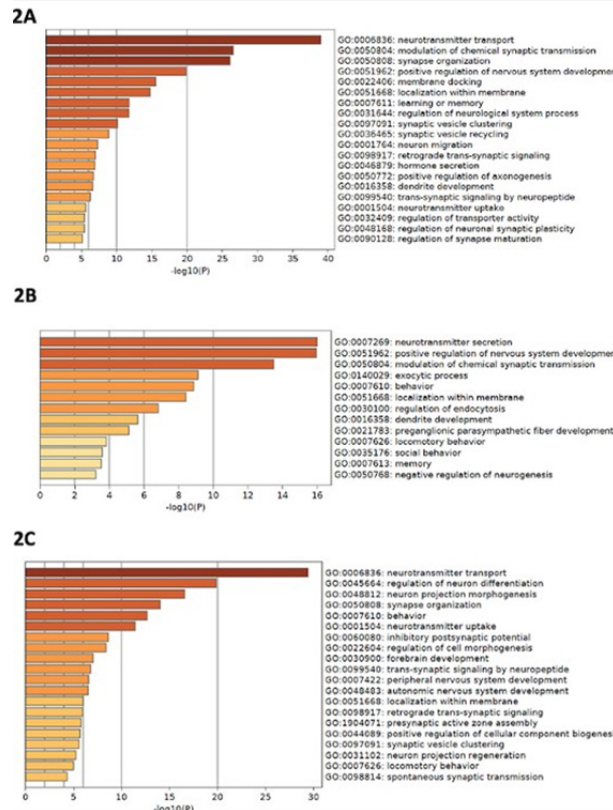 2A
GO:0006836: neurotransmitter transport
GO:0050804: modulation of chemical synaptic transmission
GO:0050808: synapse organization
GO:0051962: positive regulation of nervous system developme
GO:0022406: membrane docking
GO:0051668: localization within membrane
GO:0007611: learning or memory
GO:0031644: regulation of neurological system process
GO:0097091: synaptic vesicle clustering
GO:0036465: synaptic vesicle recycling
GO:0001764: neuron migration
GO:0098917: retrograde trans-synaptic signaling
GO:0046879: hormone secretion
GO:0050772: positive regulation of axonogenesis
GO:0016358: dendrite development
GO:0099540: trans-synaptic signaling by neuropeptide
GO:0001504: neurotransmitter uptake
GO:0032409: regulation of transporter activity
GO:0048168: regulation of neuronal synaptic plasticity
GO:0090128: regulation of synapse maturation
0 5 10 15 20 25 30 35 40
-log10(P)
2B
GO:0007269: neurotransmitter secretion
GO:0051962: positive regulation of nervous system developme
GO:0050804: modulation of chemical synaptic transmission
GO:0140029: exocytic process
GO:0007610: behavior
GO:0051668: localization within membrane
GO:0030100: regulation of endocytosis
GO:0016358: dendrite development
GO:0021783: preganglionic parasympathetic fiber development
GO:0007626: locomotory behavior
GO:0035176: social behavior
GO:0007613: memory
GO:0050768: negative regulation of neurogenesis
0 2 4 6 8 10 12 14 16
-log10(P)
2C
GO:0006836: neurotransmitter transport
GO:0045664: regulation of neuron differentiation
GO:0048812: neuron projection morphogenesis
GO:0050808: synapse organization
GO:0007610: behavior
GO:0001504: neurotransmitter uptake
GO:0060080: inhibitory postsynaptic potential
GO:0022604: regulation of cell morphogenesis
GO:0030900: forebrain development
GO:0099540: trans-synaptic signaling by neuropeptide
GO:0007422: peripheral nervous system development
GO:0048483: autonomic nervous system development
GO:0051668: localization within membrane
GO:0098917: retrograde trans-synaptic signaling
GO:1904071: presynaptic active zone assembly
GO:0044089: positive regulation of cellular component biogenes
GO:0097091: synaptic vesicle clustering
GO:0031102: neuron projection regeneration
GO:0007626: locomotory behavior
GO:0098814: spontaneous synaptic transmission
0 5 10 15 20 25 30
-log10(P)